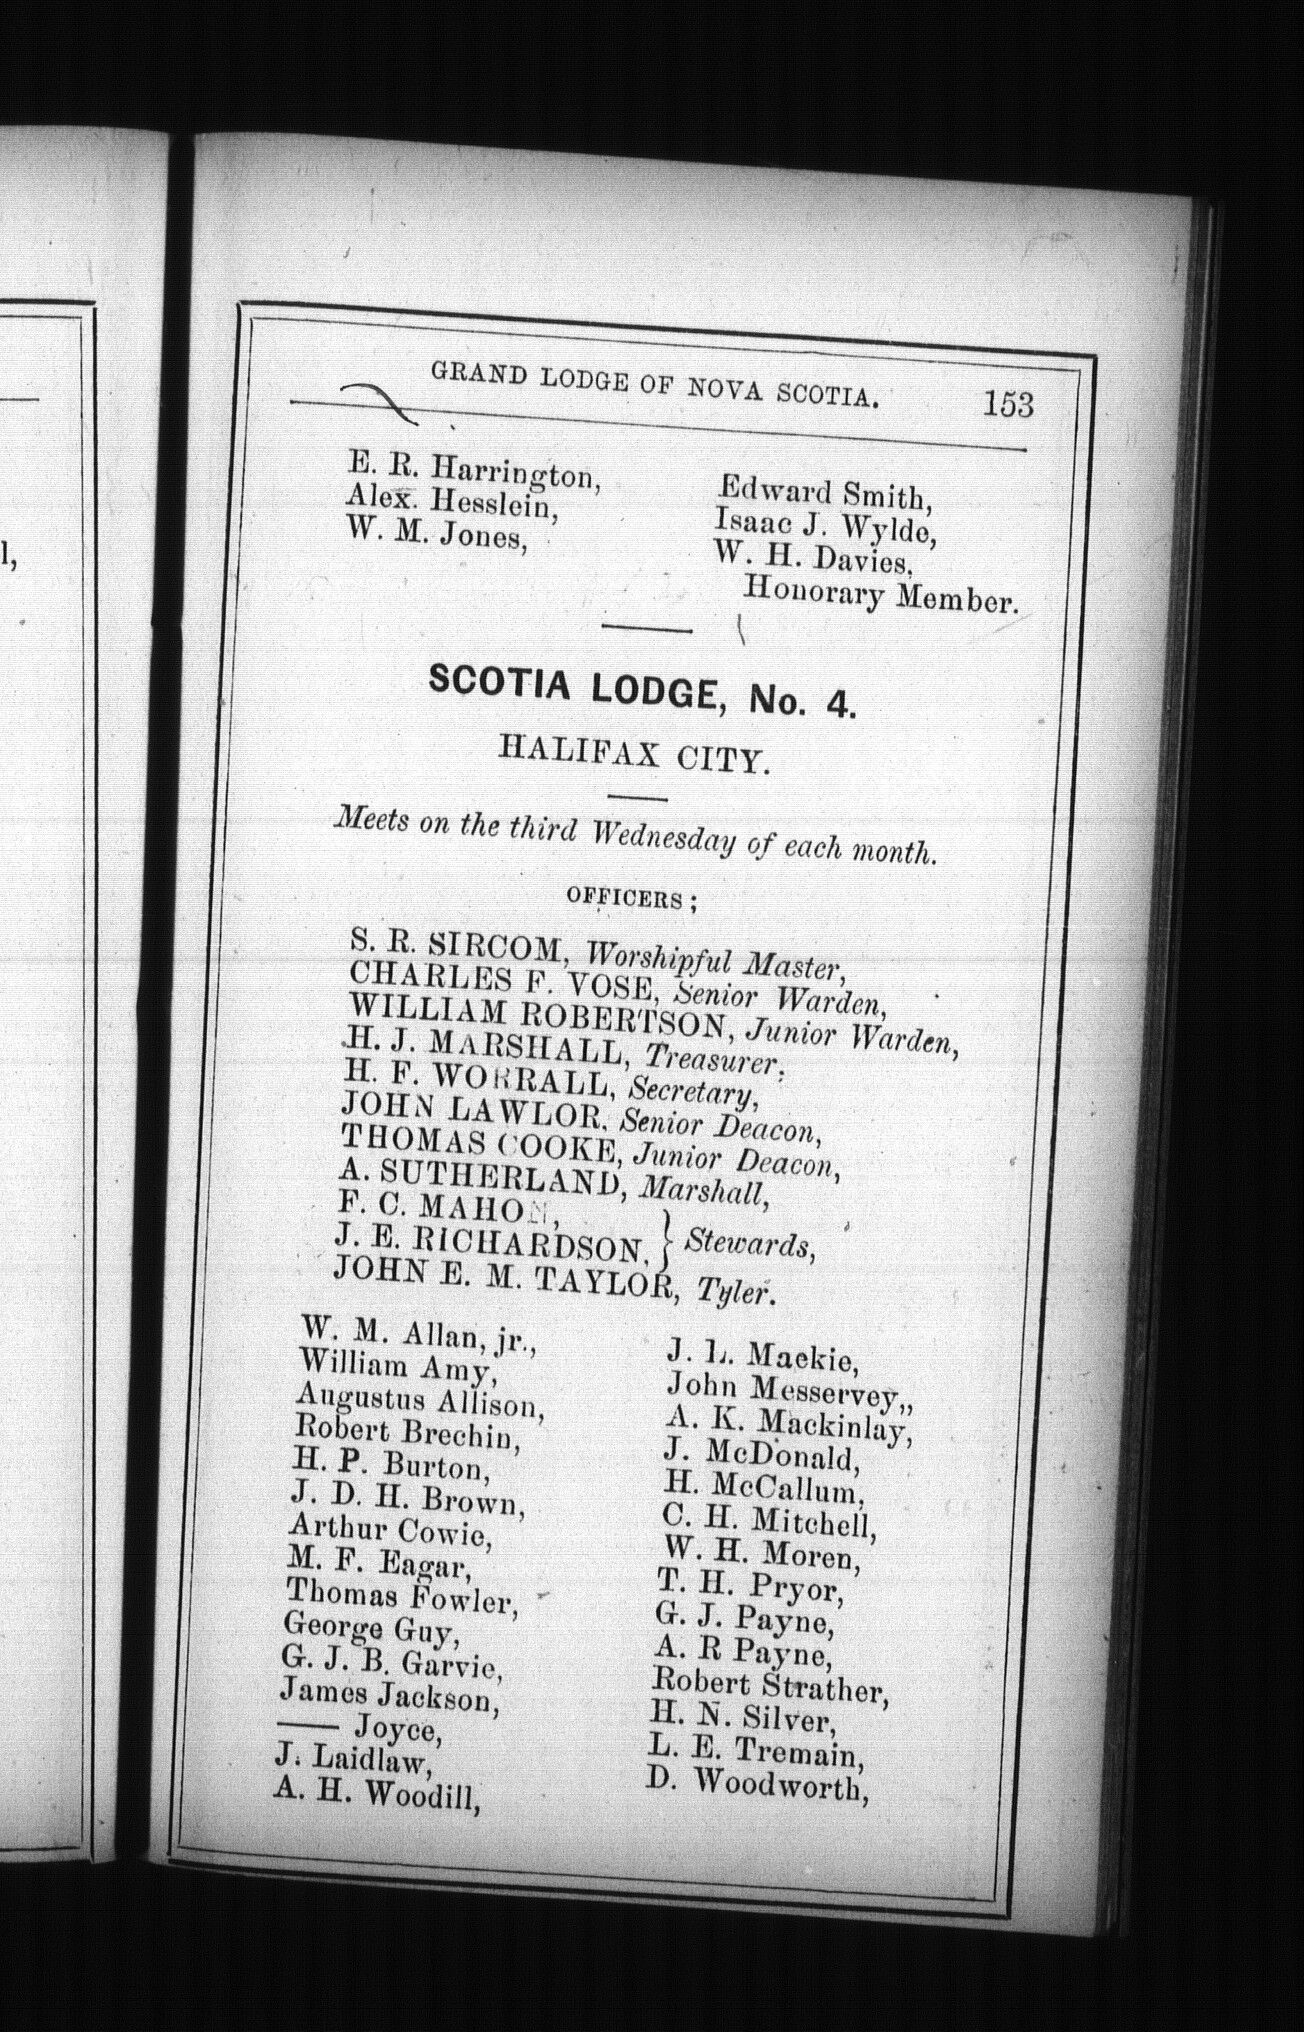 GRAND LODGE OF NOVA SCOTIA. 153
E. R. Harrington,
Alex. Hesslein,
W. M. Jones,
Edward Smith,
Isaac J. Wylde,
W. H. Davies.
Honorary Member.
SCOTIA LODGE, No. 4.
HALIFAX CITY.
Meets on the third Wednesday of each month.
OFFICERS;
S. R. SIRCOM, Worshipful Master,
CHARLES F. VOSE, Senior Warden,
WILLIAM ROBERTSON, Junior Warden,
H. J. MARSHALL, Treasurer.
H. F. WORRALL, Secretary,
JOHN LAWLOR, Senior Deacon,
THOMAS COOKE, Junior Deacon,
A. SUTHERLAND, Marshall,
F. C. MAHON,
J. E. RICHARDSON, } Stewards,
JOHN E. M. TAYLOR, Tyler.
W. M. Allan, jr.,
William Amy,
Augustus Allison,
Robert Brechin,
H. P. Burton,
J. D. H. Brown,
Arthur Cowie,
M. F. Eagar,
Thomas Fowler,
George Guy,
G. J. B. Garvie,
James Jackson,
—— Joyce,
J. Laidlaw,
A. H. Woodill,
J. L. Mackie,
John Messervey,,
A. K. Mackinlay,
J. McDonald,
H. McCallum,
C. H. Mitchell,
W. H. Moren,
T. H. Pryor,
G. J. Payne,
A. R Payne,
Robert Strather,
H. N. Silver,
L. E. Tremain,
D. Woodworth,
l,